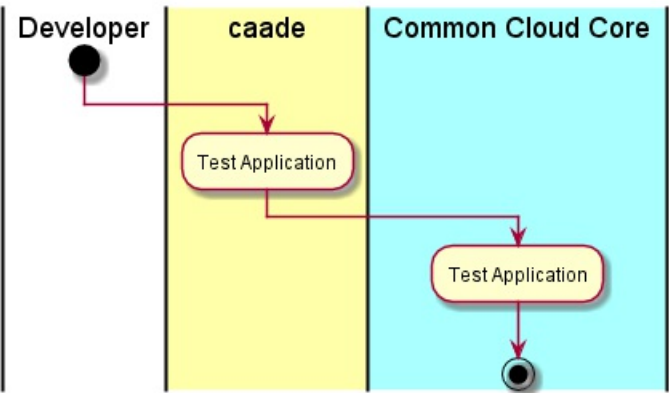 Developer
caade
Common Cloud Core
Test Application
Test Application